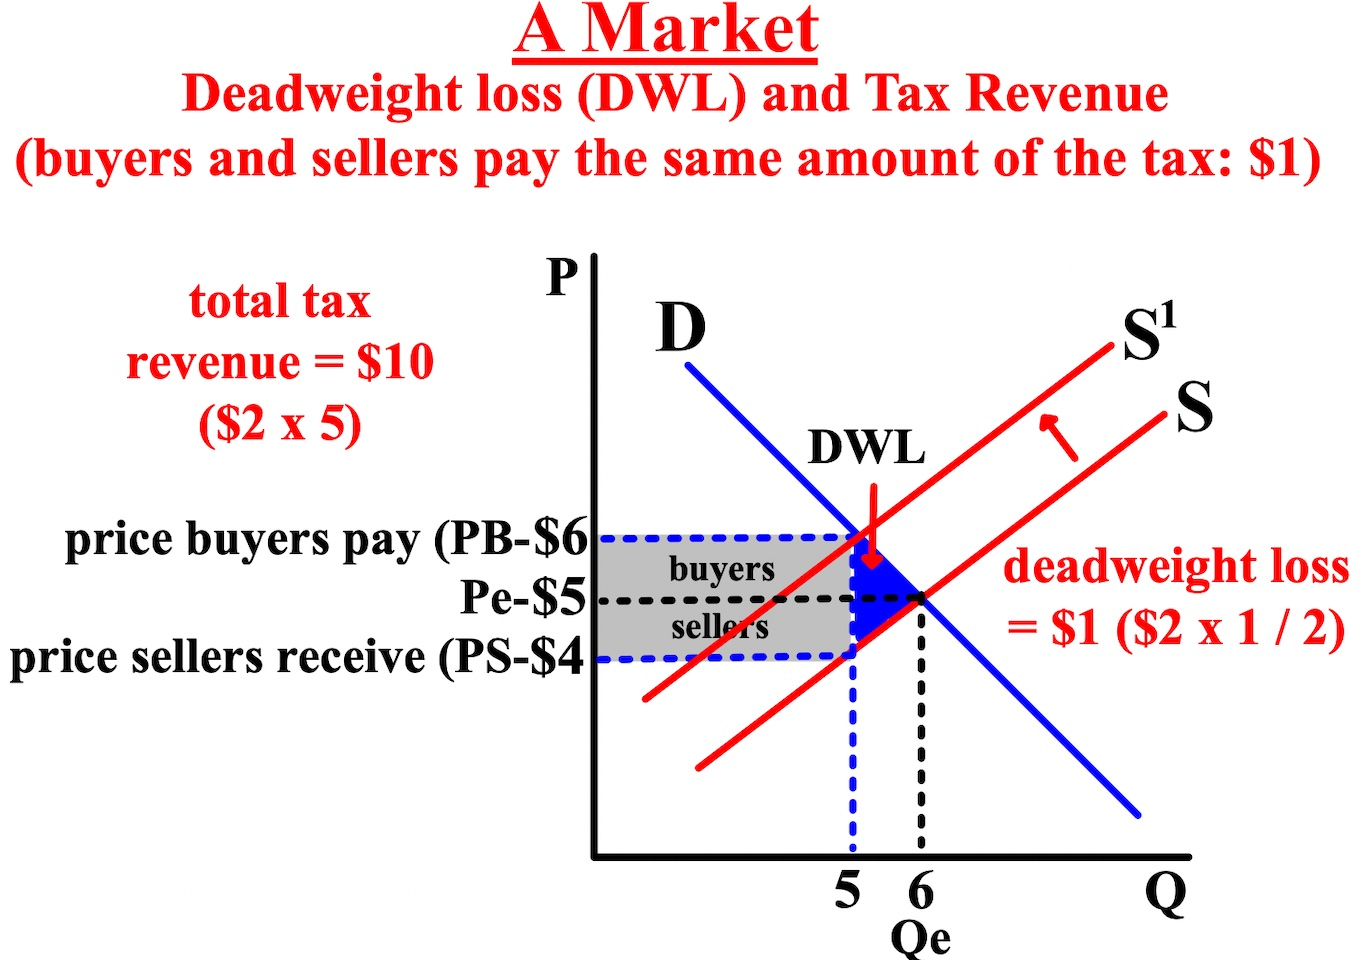 A Market
Deadweight loss (DWL) and Tax Revenue
(buyers and sellers pay the same amount of the tax: $1)
P
total tax
revenue = $10
($2 x 5)
D
S¹
S
DWL
price buyers pay (PB-$6
buyers
Pe-$5
sellers
price sellers receive (PS-$4
deadweight loss
= $1 ($2 x 1 / 2)
5
6
Q
Qe